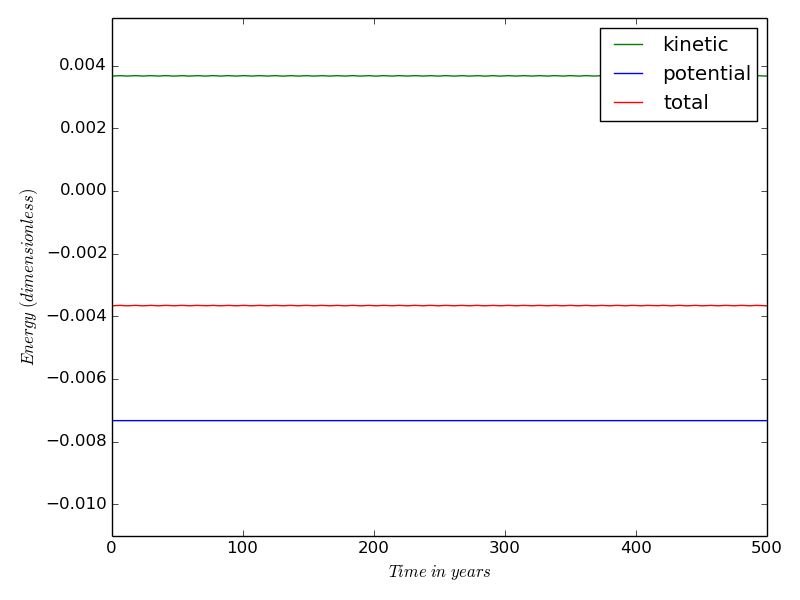 kinetic
potential
total
0.004
0.002
0.000
−0.002
−0.004
−0.006
−0.008
−0.010
Energy (dimensionless)
0 100 200 300 400 500
Time in years